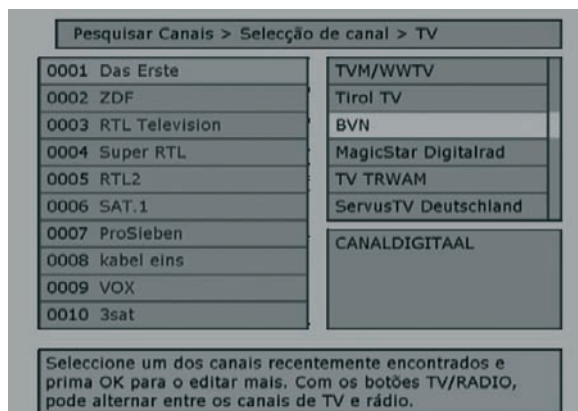 Pesquisar Canais > Selecção de canal > TV
0001 Das Erste
0002 ZDF
0003 RTL Television
0004 Super RTL
0005 RTL2
0006 SAT.1
0007 ProSieben
0008 kabel eins
0009 VOX
0010 3sat
TVM/WWTV
Tirol TV
BVN
MagicStar Digitalrad
TV TRWAM
ServusTV Deutschland
CANALDIGITAAL
Seleccione um dos canais recentemente encontrados e
prima OK para o editar mais. Com os botões TV/RADIO,
pode alternar entre os canais de TV e rádio.